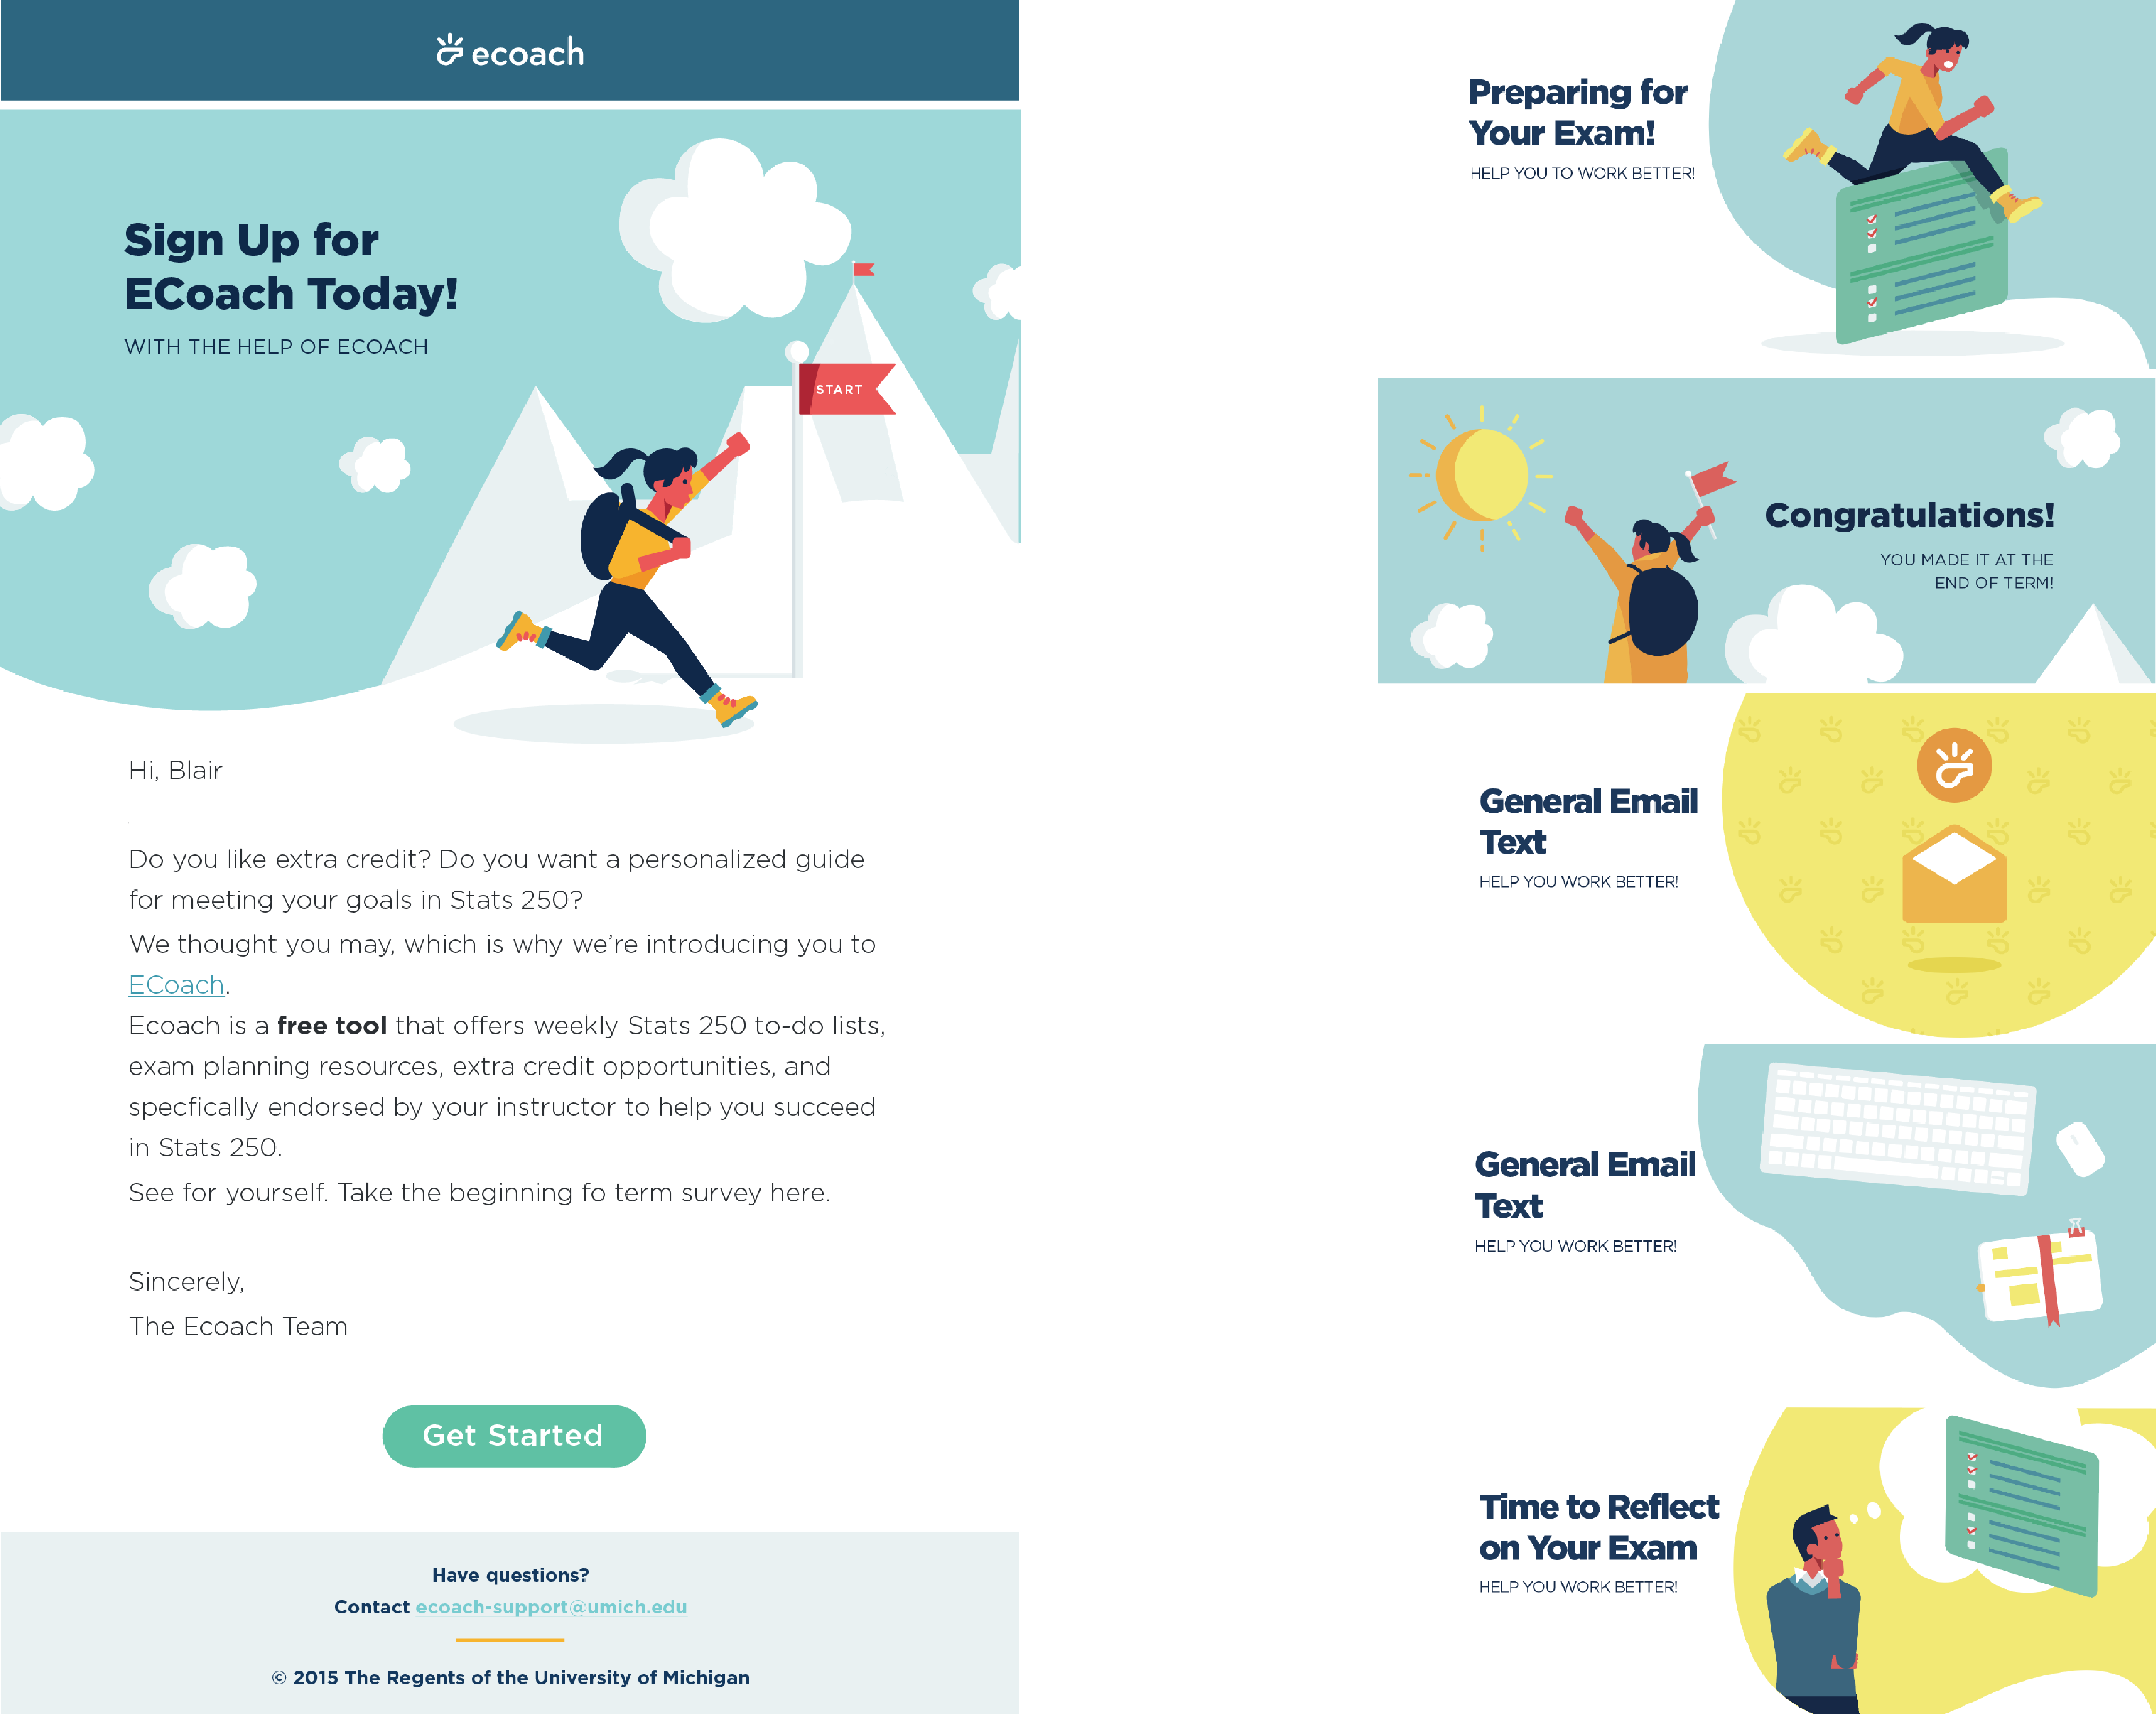 ecoach
Sign Up for
ECoach Today!
WITH THE HELP OF ECOACH
START
Hi, Blair
Do you like extra credit? Do you want a personalized guide
for meeting your goals in Stats 250?
We thought you may, which is why we’re introducing you to
ECoach.
Ecoach is a free tool that offers weekly Stats 250 to-do lists,
exam planning resources, extra credit opportunities, and
specfically endorsed by your instructor to help you succeed
in Stats 250.
See for yourself. Take the beginning fo term survey here.
Sincerely,
The Ecoach Team
Get Started
Have questions?
Contact ecoach-support@umich.edu
© 2015 The Regents of the University of Michigan
Preparing for
Your Exam!
HELP YOU TO WORK BETTER!
Congratulations!
YOU MADE IT AT THE
END OF TERM!
General Email
Text
HELP YOU WORK BETTER!
General Email
Text
HELP YOU WORK BETTER!
Time to Reflect
on Your Exam
HELP YOU WORK BETTER!